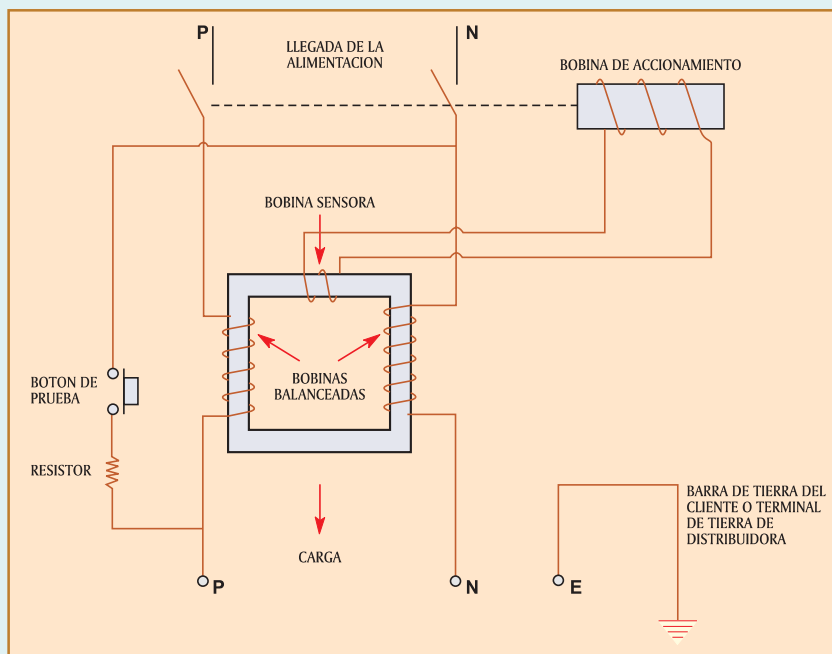 P
LLEGADA DE LA
ALIMENTACION
N
BOBINA DE ACCIONAMIENTO
BOBINA SENSORA
BOBINAS
BALANCEADAS
BOTON DE
PRUEBA
RESISTOR
CARGA
BARRA DE TIERRA DEL
CLIENTE O TERMINAL
DE TIERRA DE
DISTRIBUIDORA
P
N
E